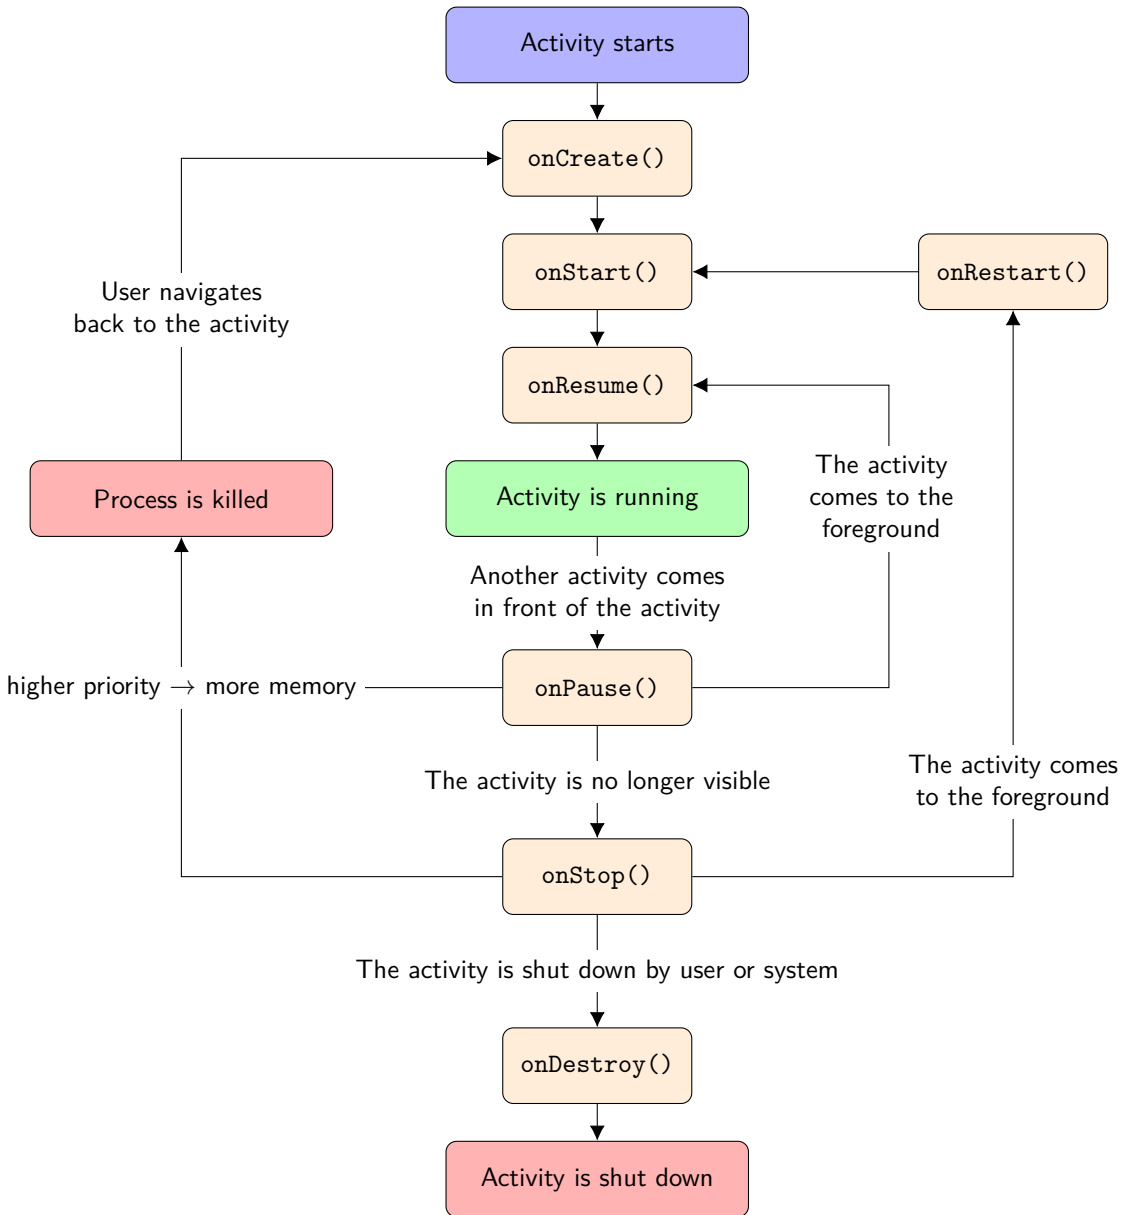 Activity starts
onCreate()
onStart()
onRestart()
User navigates
back to the activity
onResume()
The activity
comes to the
foreground
Process is killed
Activity is running
Another activity comes
in front of the activity
higher priority → more memory
onPause()
The activity is no longer visible
The activity comes
to the foreground
onStop()
The activity is shut down by user or system
onDestroy()
Activity is shut down